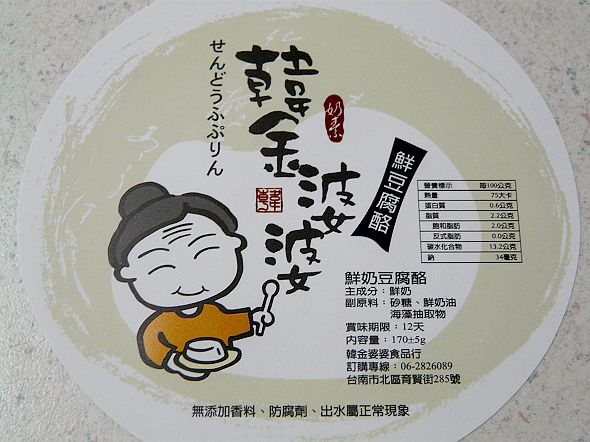 せんどうふぷりん
韓金婆婆
奶素
鮮豆腐酪
營養標示 每100公克
熱量 75大卡
蛋白質 0.6公克
脂質 2.2公克
飽和脂肪 2.0公克
反式脂肪 0.0公克
碳水化合物 13.2公克
鈉 34毫克
鮮奶豆腐酪
主成分：鮮奶
副原料：砂糖、鮮奶油
海藻抽取物
賞味期限：12天
內容量：170±5g
韓金婆婆食品行
訂購專線：06-2826089
台南市北區育賢街285號
無添加香料、防腐劑、出水屬正常現象